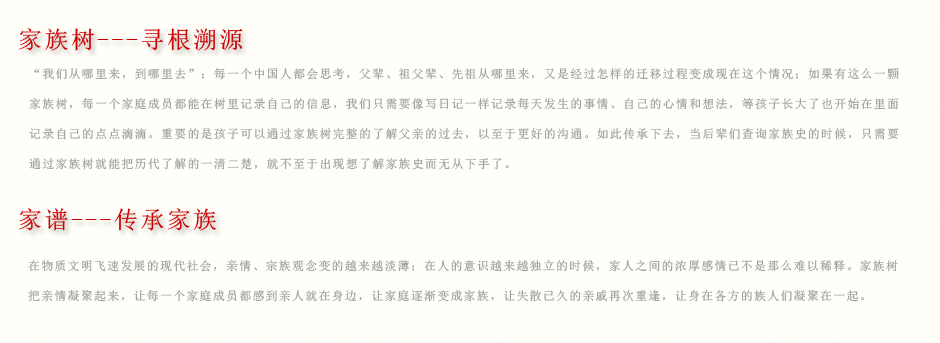 家族树---寻根溯源
“我们从哪里来，到哪里去”；每一个中国人都会思考，父辈、祖父辈、先祖从哪里来，又是经过怎样的迁移过程变成现在这个情况；如果有这么一颗
家族树，每一个家庭成员都能在树里记录自己的信息，我们只需要像写日记一样记录每天发生的事情、自己的心情和想法，等孩子长大了也开始在里面
记录自己的点点滴滴。重要的是孩子可以通过家族树完整的了解父亲的过去，以至于更好的沟通。如此传承下去，当后辈们查询家族史的时候，只需要
通过家族树就能把历代了解的一清二楚，就不至于出现想了解家族史而无从下手了。
家谱---传承家族
在物质文明飞速发展的现代社会，亲情、宗族观念变的越来越淡薄；在人的意识越来越独立的时候，家人之间的浓厚感情已不是那么难以稀释。家族树
把亲情凝聚起来，让每一个家庭成员都感到亲人就在身边，让家庭逐渐变成家族，让失散已久的亲戚再次重逢，让身在各方的族人们凝聚在一起。